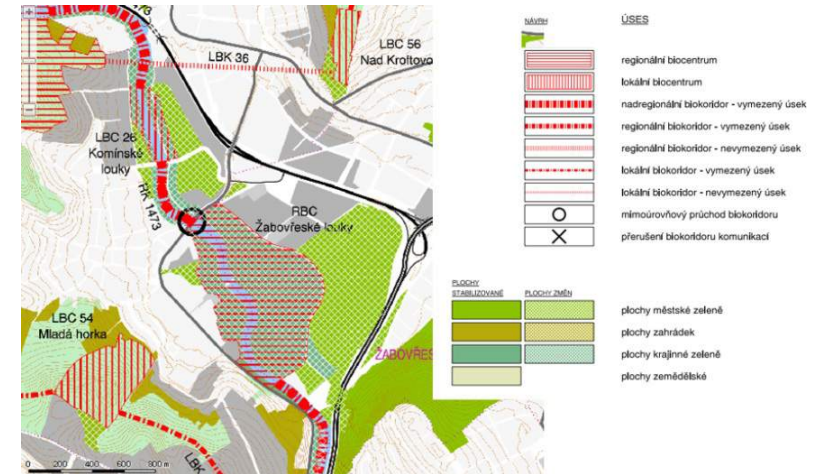 1473
LBK 36
LBC 56
Nad Kroftovo
LBC 26
Komínské
louky
RK 1473
RBC
Žabovřeské louky
LBC 54
Mladá horka
ŽABOVŘES
LBK
0 200 400 600 800 m
NÁVRH
ÚSES
regionální biocentrum
lokální biocentrum
nadregionální biokoridor - vymezený úsek
regionální biokoridor - vymezený úsek
regionální biokoridor - nevymezený úsek
lokální biokoridor - vymezený úsek
lokální biokoridor - nevymezený úsek
mimoúrovňový průchod biokoridoru
přerušení biokoridoru komunikací
PLOCHY
STABILIZOVANÉ
PLOCHY ZMĚN
plochy městské zeleně
plochy zahrádek
plochy krajinné zeleně
plochy zemědělské